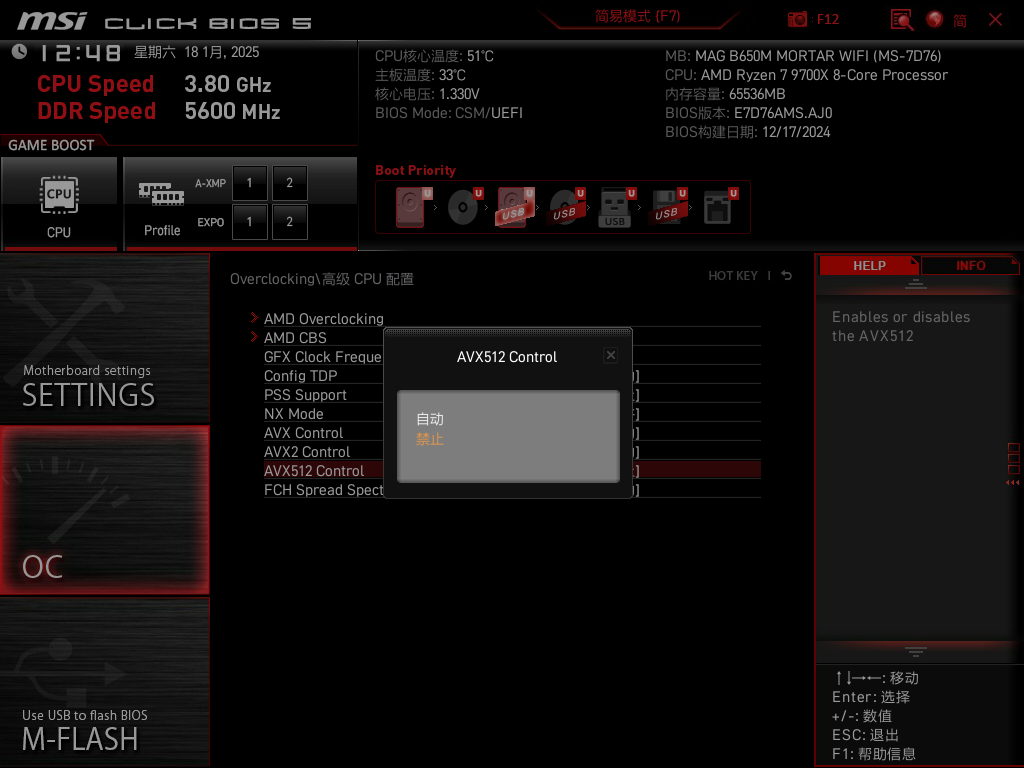 msi CLICK BIOS 5
简易模式 (F7)
F12
简
12:48 星期六 18 1月, 2025
CPU Speed 3.80 GHz
DDR Speed 5600 MHz
CPU核心温度: 51°C
主板温度: 33°C
核心电压: 1.330V
BIOS Mode: CSM/UEFI
MB: MAG B650M MORTAR WIFI (MS-7D76)
CPU: AMD Ryzen 7 9700X 8-Core Processor
内存容量: 65536MB
BIOS版本: E7D76AMS.AJ0
BIOS构建日期: 12/17/2024
GAME BOOST
CPU
CPU
Profile
A-XMP 1 2
EXPO 1 2
Boot Priority
U U U U U U U
USB USB USB USB
Motherboard settings
SETTINGS
OC
Use USB to flash BIOS
M-FLASH
Overclocking\高级 CPU 配置
HOT KEY |
AMD Overclocking
AMD CBS
GFX Clock Freque
Config TDP ]
PSS Support ]
NX Mode ]
AVX Control ]
AVX2 Control ]
AVX512 Control ]
FCH Spread Spect ]
AVX512 Control
自动
禁止
HELP INFO
Enables or disables
the AVX512
↑↓→←: 移动
Enter: 选择
+/-: 数值
ESC: 退出
F1: 帮助信息